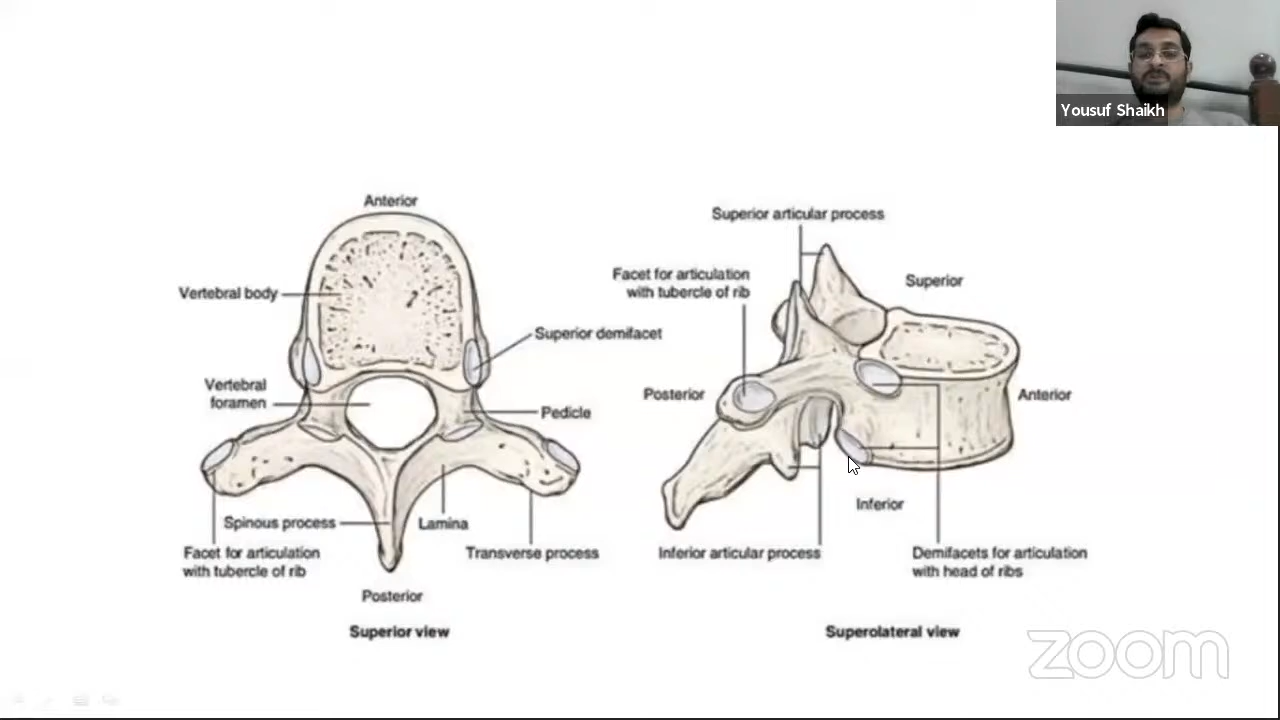 Yousuf Shaikh
Anterior
Vertebral body
Superior demifacet
Vertebral
foramen
Pedicle
Spinous process
Lamina
Facet for articulation
with tubercle of rib
Transverse process
Posterior
Superior view
Superior articular process
Facet for articulation
with tubercle of rib
Superior
Posterior
Anterior
Inferior
Inferior articular process
Demifacets for articulation
with head of ribs
Superolateral view
zoom